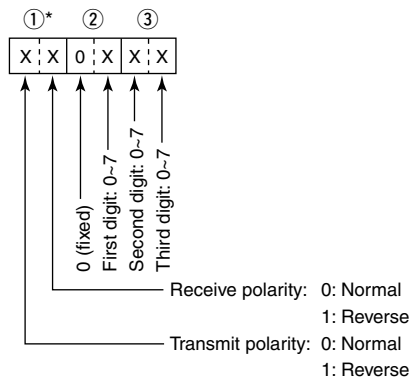 ①* ② ③
X X 0 X X X
0 (fixed)
First digit: 0~7
Second digit: 0~7
Third digit: 0~7
Receive polarity: 0: Normal
1: Reverse
Transmit polarity: 0: Normal
1: Reverse